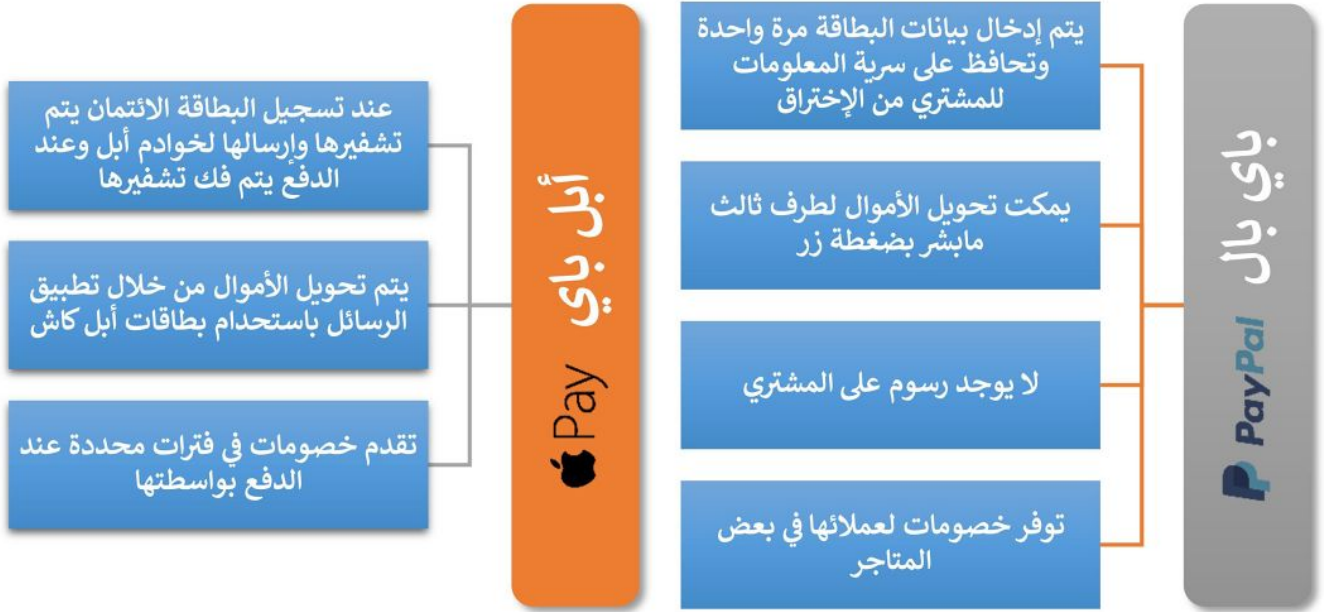 باي بال
PayPal
يتم إدخال بيانات البطاقة مرة واحدة
وتحافظ على سرية المعلومات
للمشتري من الإختراق
يمكت تحويل الأموال لطرف ثالث
مابشر بضغطة زر
لا يوجد رسوم على المشتري
توفر خصومات لعملائها في بعض
المتاجر
أبل باي
Pay
عند تسجيل البطاقة الائتمان يتم
تشفيرها وإرسالها لخوادم أبل وعند
الدفع يتم فك تشفيرها
يتم تحويل الأموال من خلال تطبيق
الرسائل باستحدام بطاقات أبل كاش
تقدم خصومات في فترات محددة عند
الدفع بواسطتها